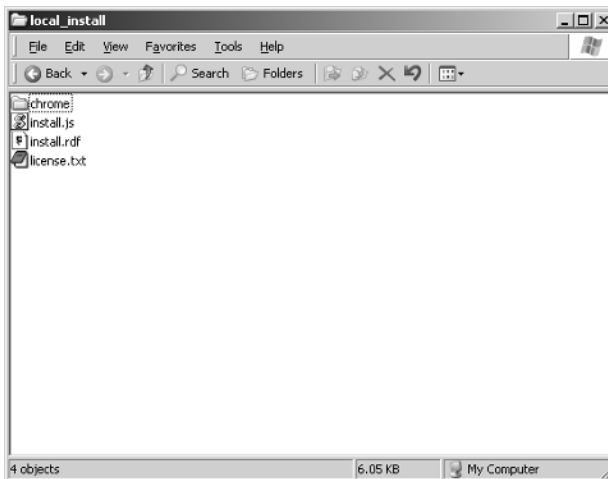 local_install
File Edit View Favorites Tools Help
Back Search Folders
chrome
install.js
install.rdf
license.txt
4 objects 6.05 KB My Computer